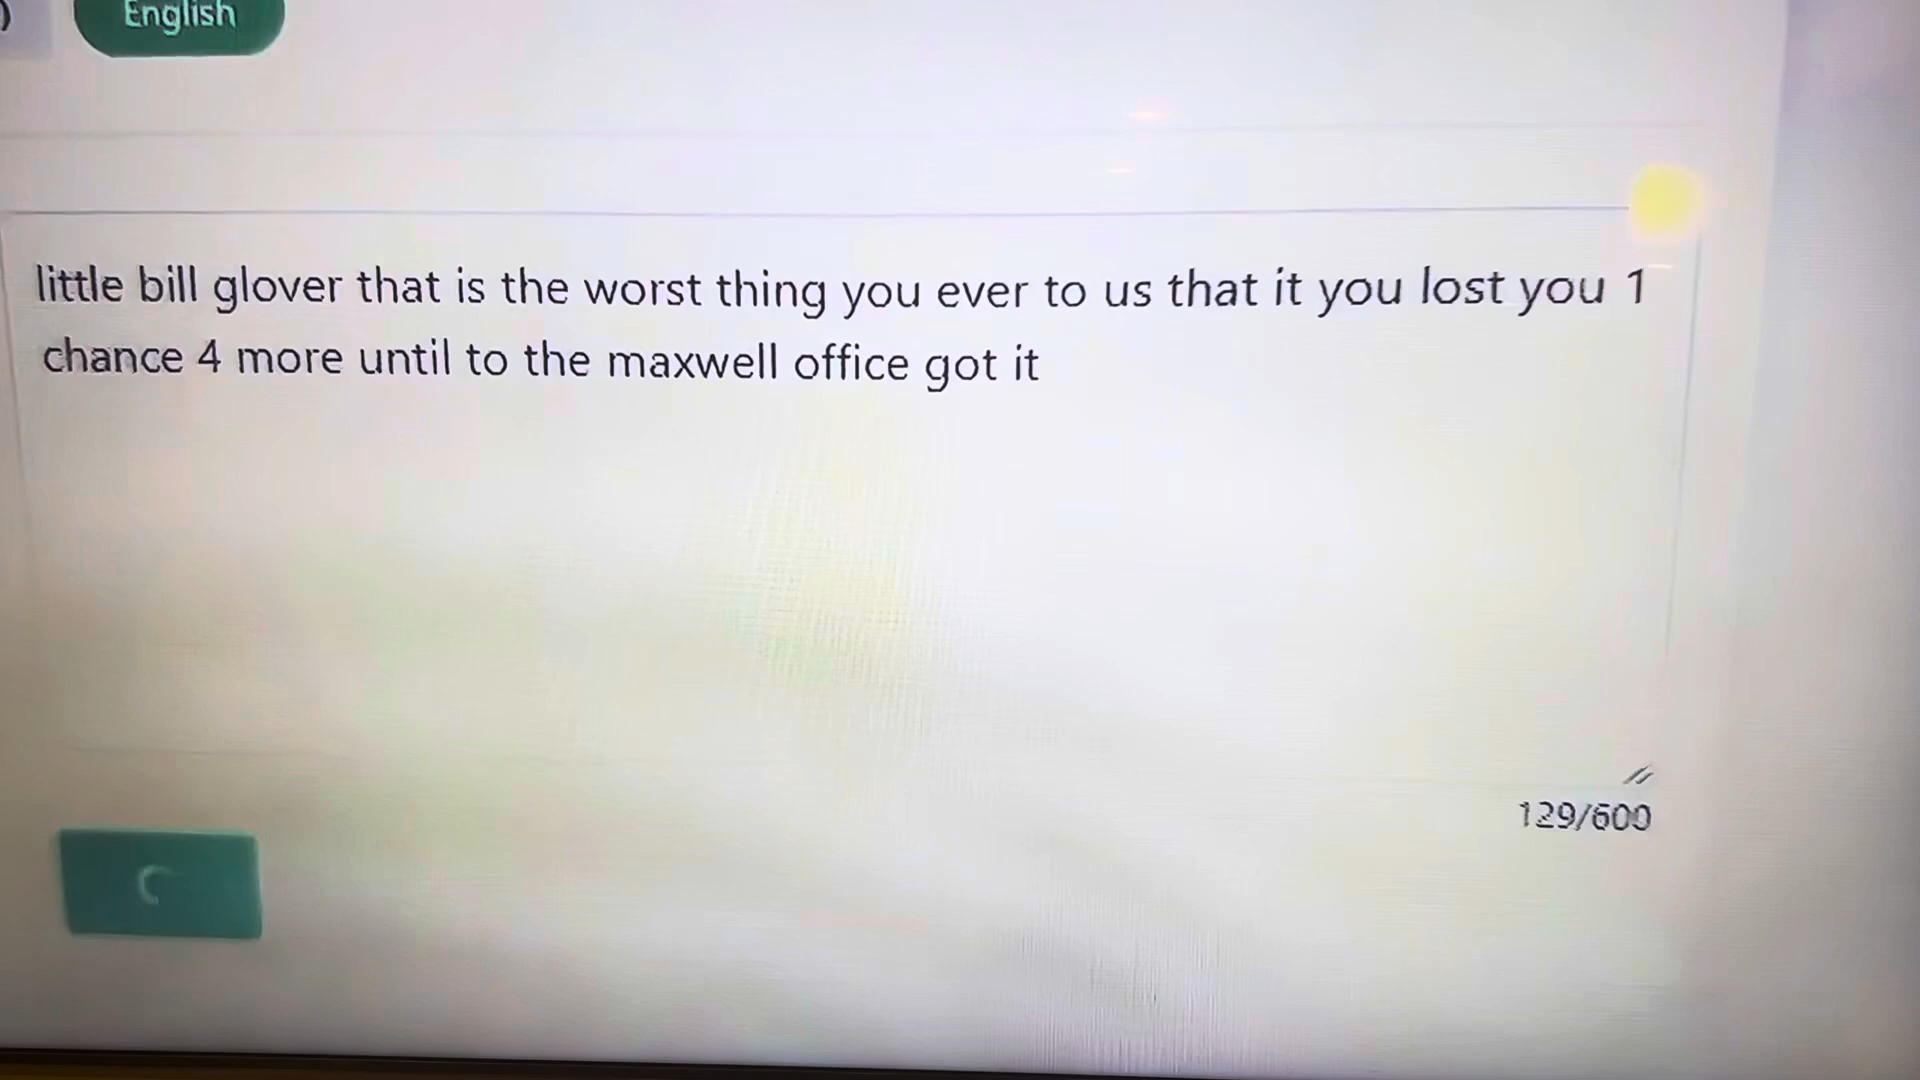 English
little bill glover that is the worst thing you ever to us that it you lost you 1
chance 4 more until to the maxwell office got it
129/600